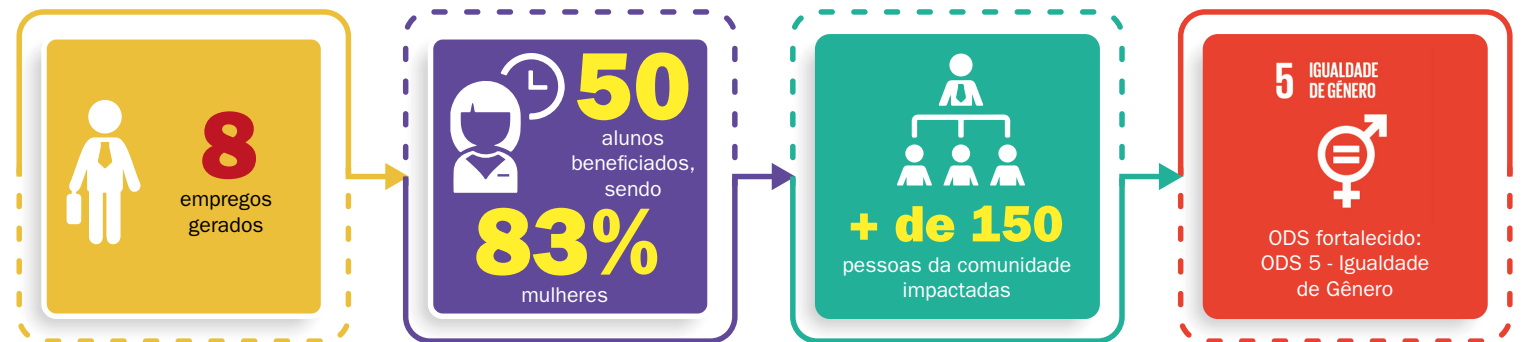 8
empregos
gerados
50
alunos
beneficiados,
sendo
83%
mulheres
+ de 150
pessoas da comunidade
impactadas
5 IGUALDADE
DE GÉNERO
ODS fortalecido:
ODS 5 - Igualdade
de Gênero